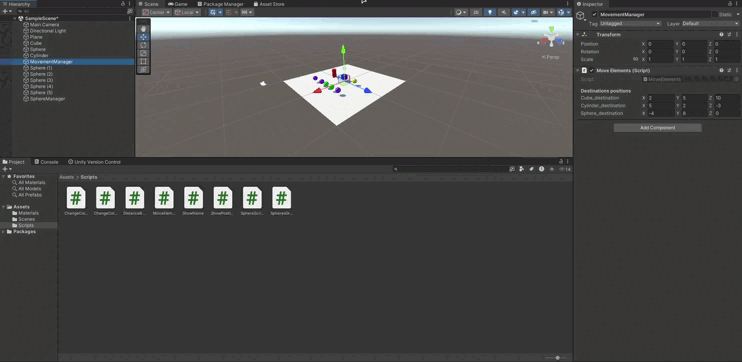 Hierarchy
All
SampleScene*
Main Camera
Directional Light
Plane
Cube
Sphere
Cylinder
MovementManager
Sphere (1)
Sphere (2)
Sphere (3)
Sphere (4)
Sphere (5)
SphereManager
Scene Game Package Manager Asset Store
Center Local
2D
Persp
Project Console Unity Version Control
Favorites
All Materials
All Models
All Prefabs
Assets
Materials
Scenes
Scripts
Packages
Assets > Scripts
ChangeCol... ChangeCol... DistanceB... MoveElem... ShowName SpherScri... SpheresGr...
14
Inspector
MovementManager Static
Tag Untagged Layer Default
Transform
Position X 0 Y 0 Z 0
Rotation X 0 Y 0 Z 0
Scale X 1 Y 1 Z 1
Move Elements (Script)
Script MoveElements
Destinations positions
Cube_destination X 2 Y 5 Z 10
Cylinder_destination X 5 Y 2 Z -3
Sphere_destination X -4 Y 8 Z 0
Add Component